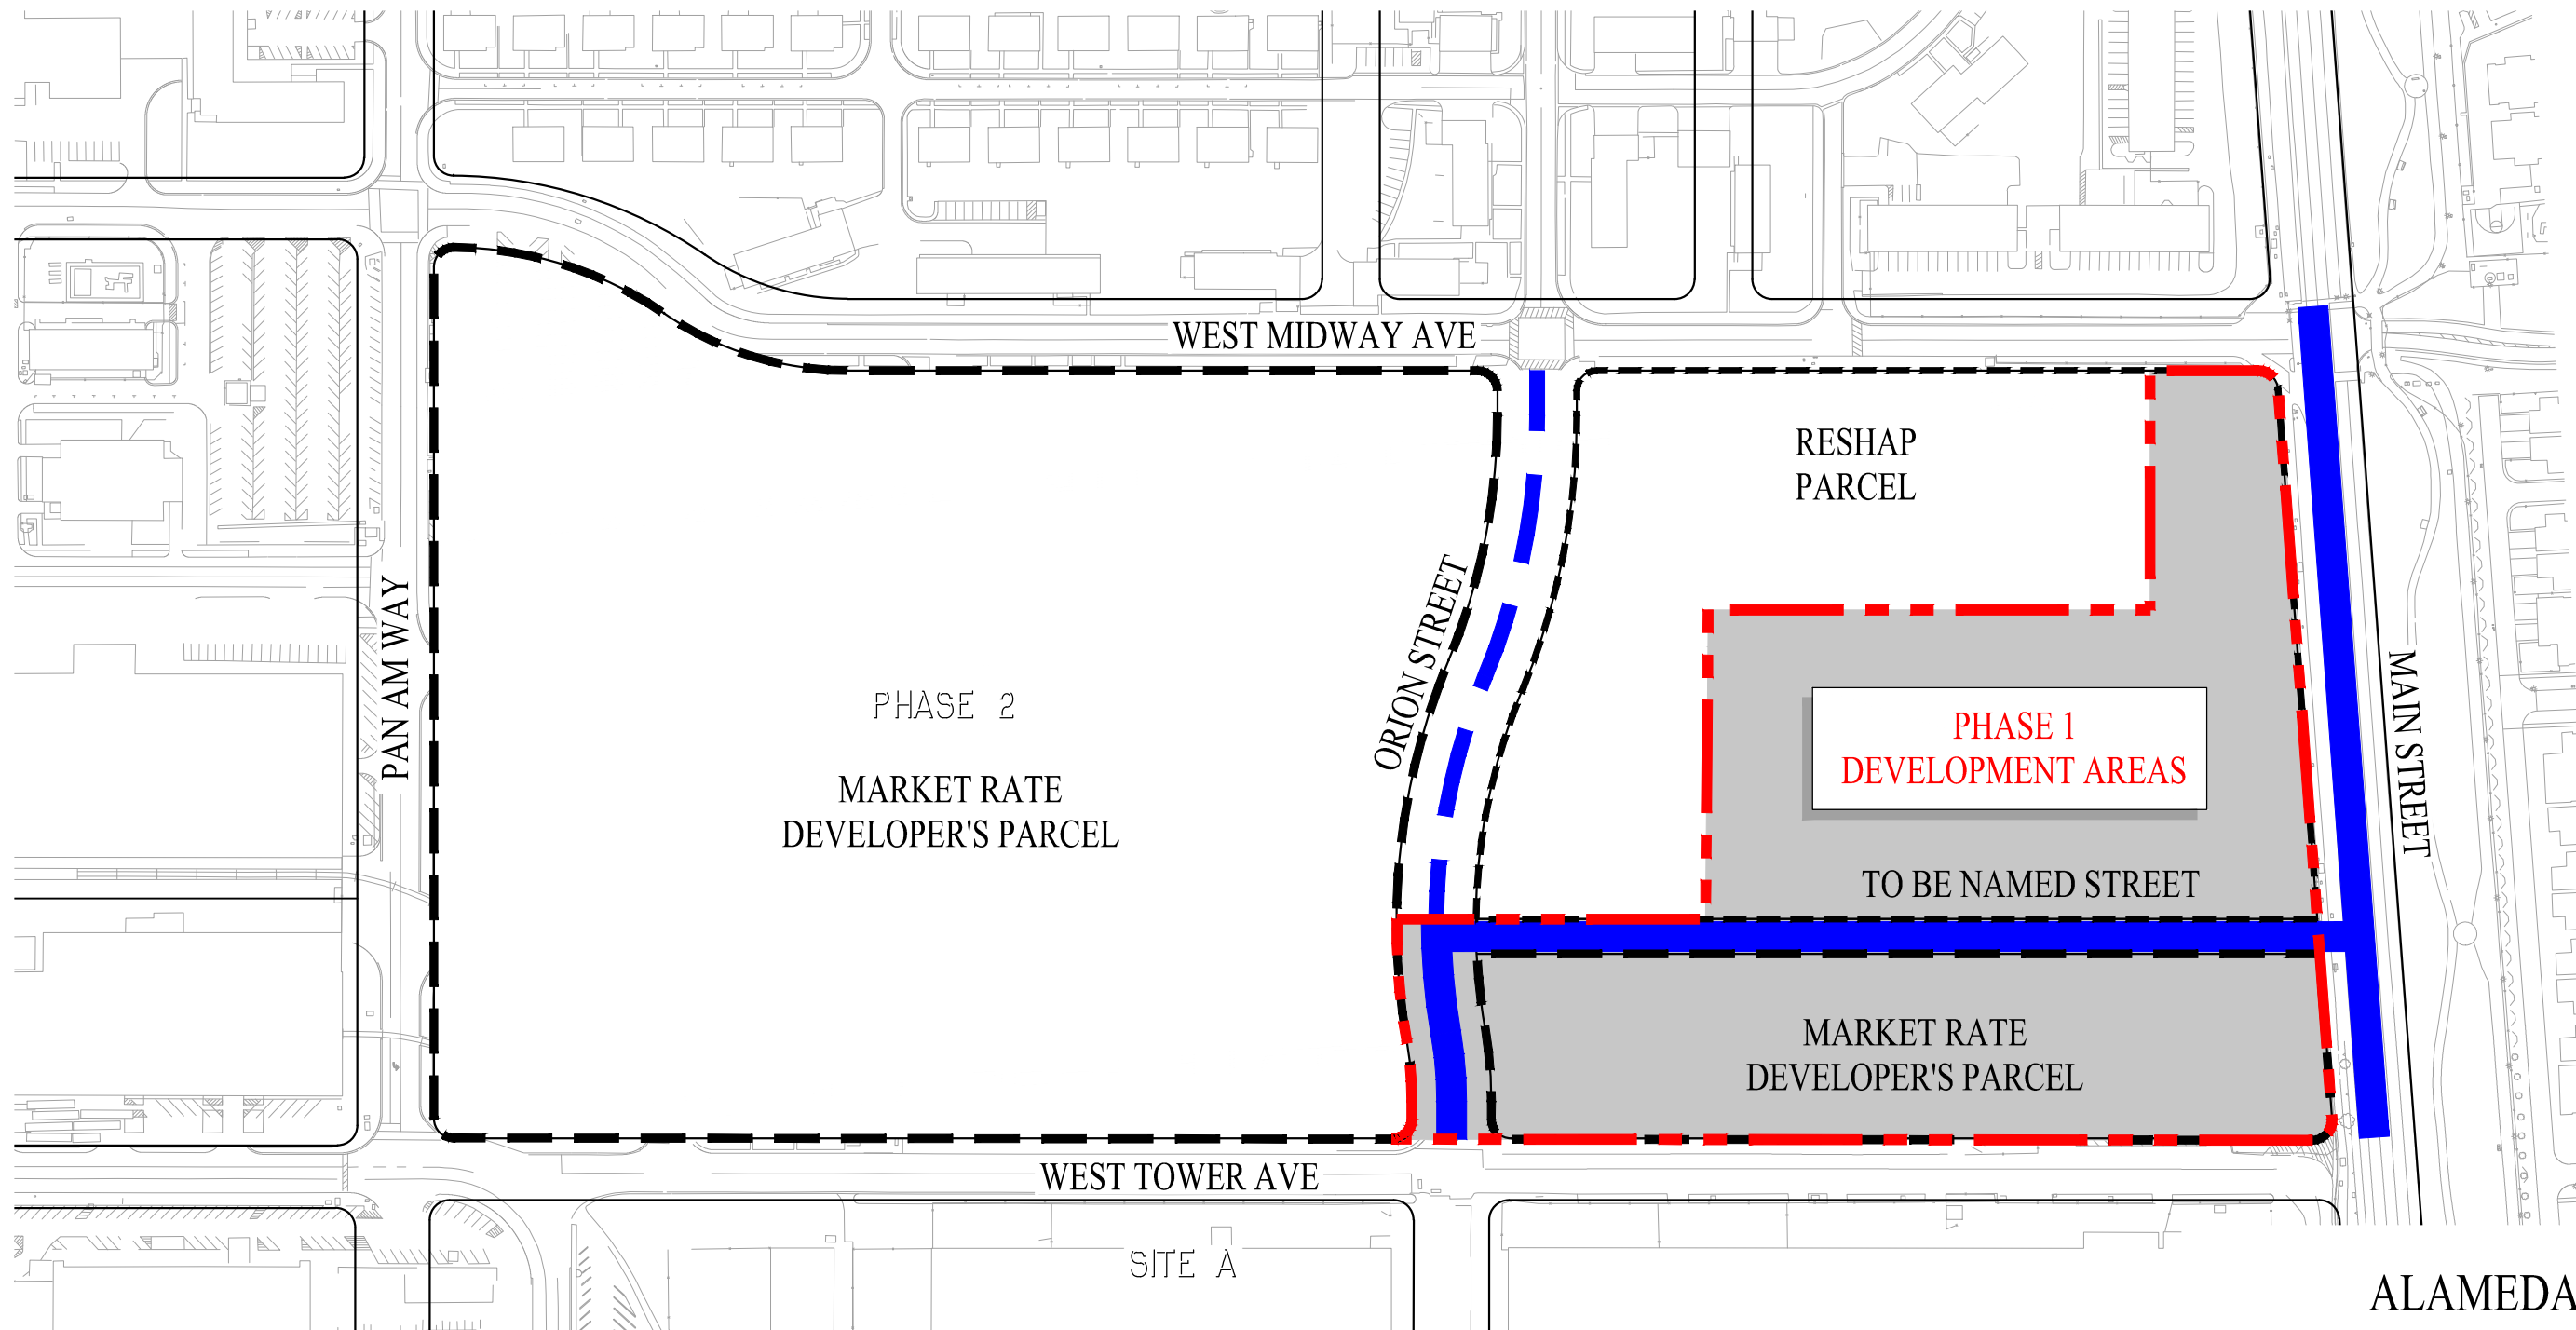 WEST MIDWAY AVE
RESHAP
PARCEL
ORION STREET
PAN AM WAY
PHASE 2
MARKET RATE
DEVELOPER'S PARCEL
PHASE 1
DEVELOPMENT AREAS
MAIN STREET
TO BE NAMED STREET
MARKET RATE
DEVELOPER'S PARCEL
WEST TOWER AVE
SITE A
ALAMEDA